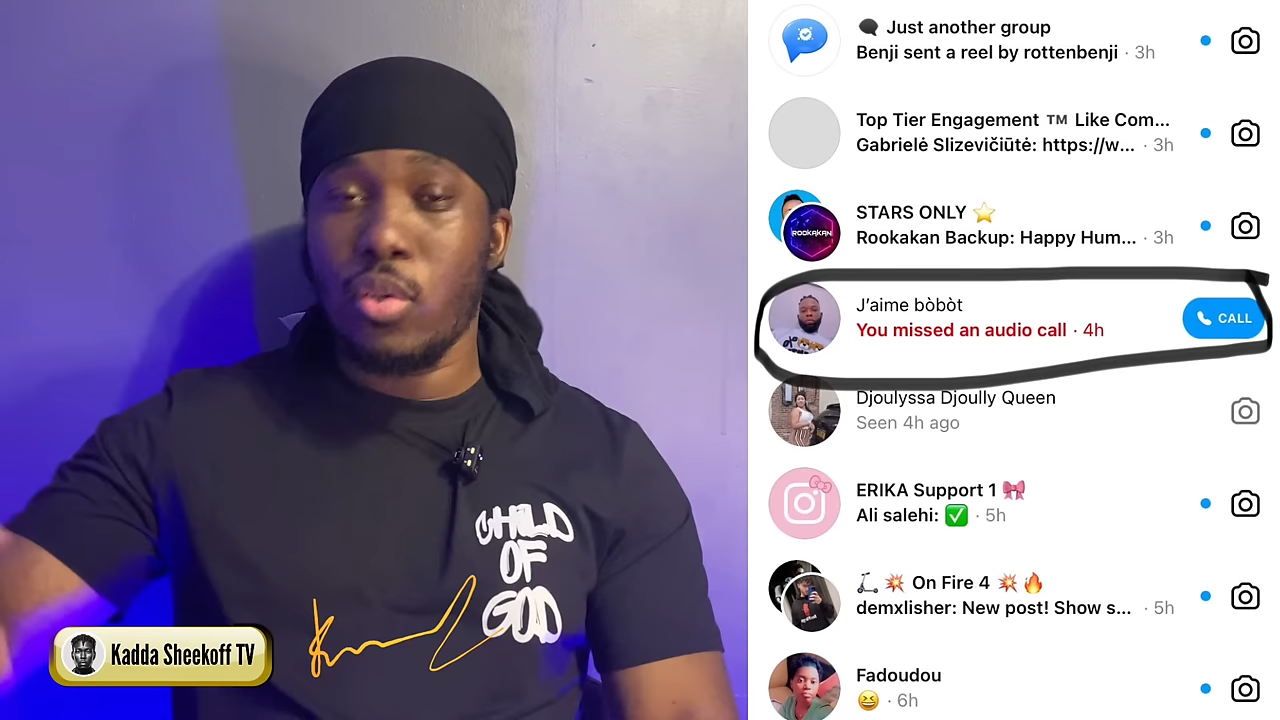 CHILD
OF
GOD
Kadda Sheekoff TV
Just another group
Benji sent a reel by rottenbenji · 3h
Top Tier Engagement ™ Like Com...
Gabrielė Slizevičiūtė: https://w... · 3h
STARS ONLY ⭐
ROOKAKAN
Rookakan Backup: Happy Hum... · 3h
J'aime bòbòt
You missed an audio call · 4h
CALL
Djoulyssa Djoully Queen
Seen 4h ago
ERIKA Support 1 🎀
Ali salehi: ✅ · 5h
🛴 💥 On Fire 4 💥 🔥
demxlisher: New post! Show s... · 5h
Fadoudou
😆 · 6h